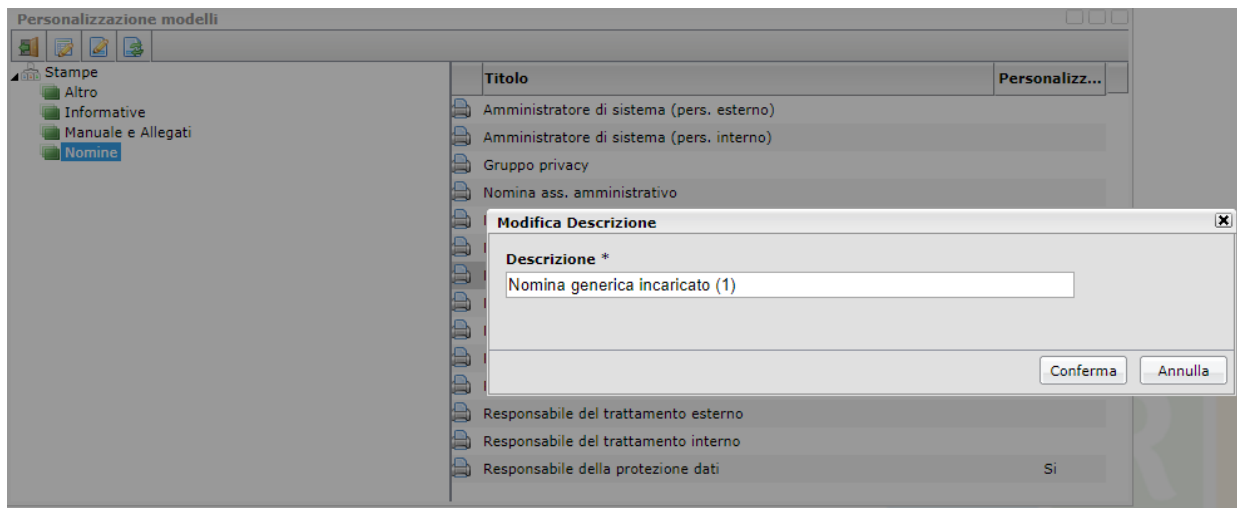 Personalizzazione modelli
Stampe
Altro
Informative
Manuale e Allegati
Nomine
Titolo Personalizz...
Amministratore di sistema (pers. esterno)
Amministratore di sistema (pers. interno)
Gruppo privacy
Nomina ass. amministrativo
Modifica Descrizione
Descrizione *
Nomina generica incaricato (1)
Conferma Annulla
Responsabile del trattamento esterno
Responsabile del trattamento interno
Responsabile della protezione dati Si